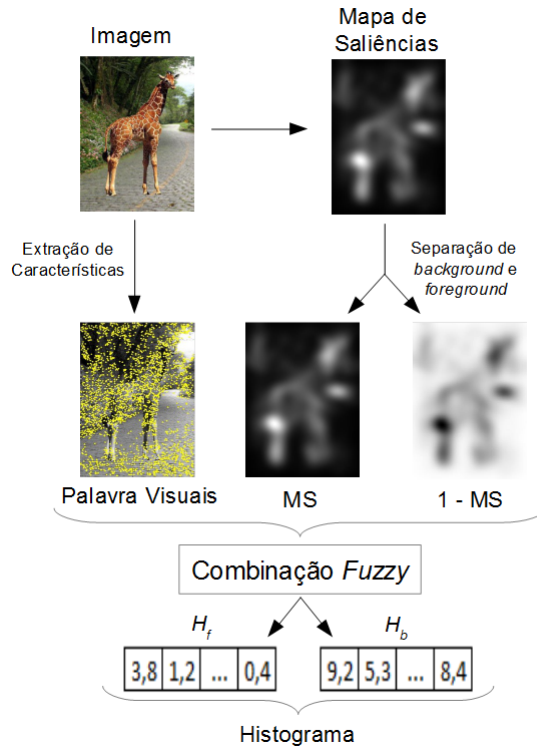 Imagem
Mapa de
Saliências
Extração de
Características
Separação de
background e
foreground
Palavra Visuais
MS
1 - MS
Combinação Fuzzy
Hf
Hb
3,8 1,2 ... 0,4
9,2 5,3 ... 8,4
Histograma